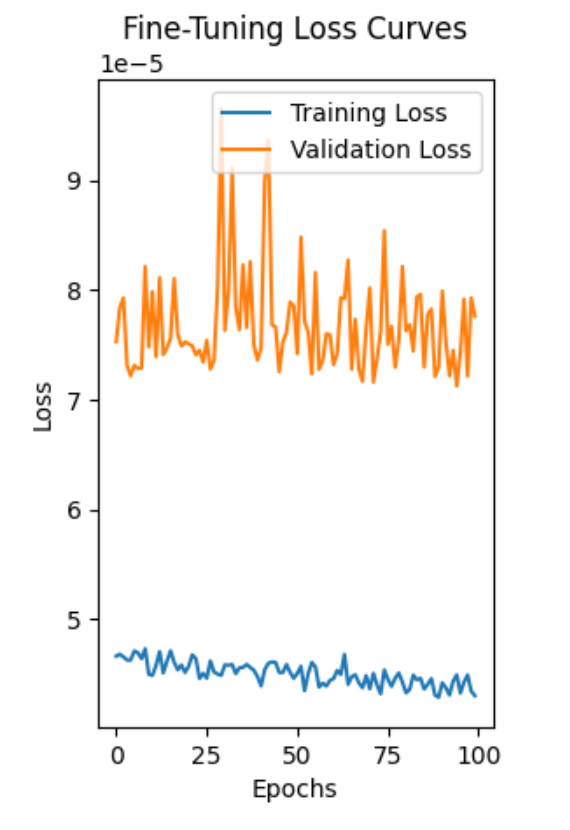 Fine-Tuning Loss Curves
1e−5
Training Loss
Validation Loss
9
8
7
6
5
Loss
0 25 50 75 100
Epochs